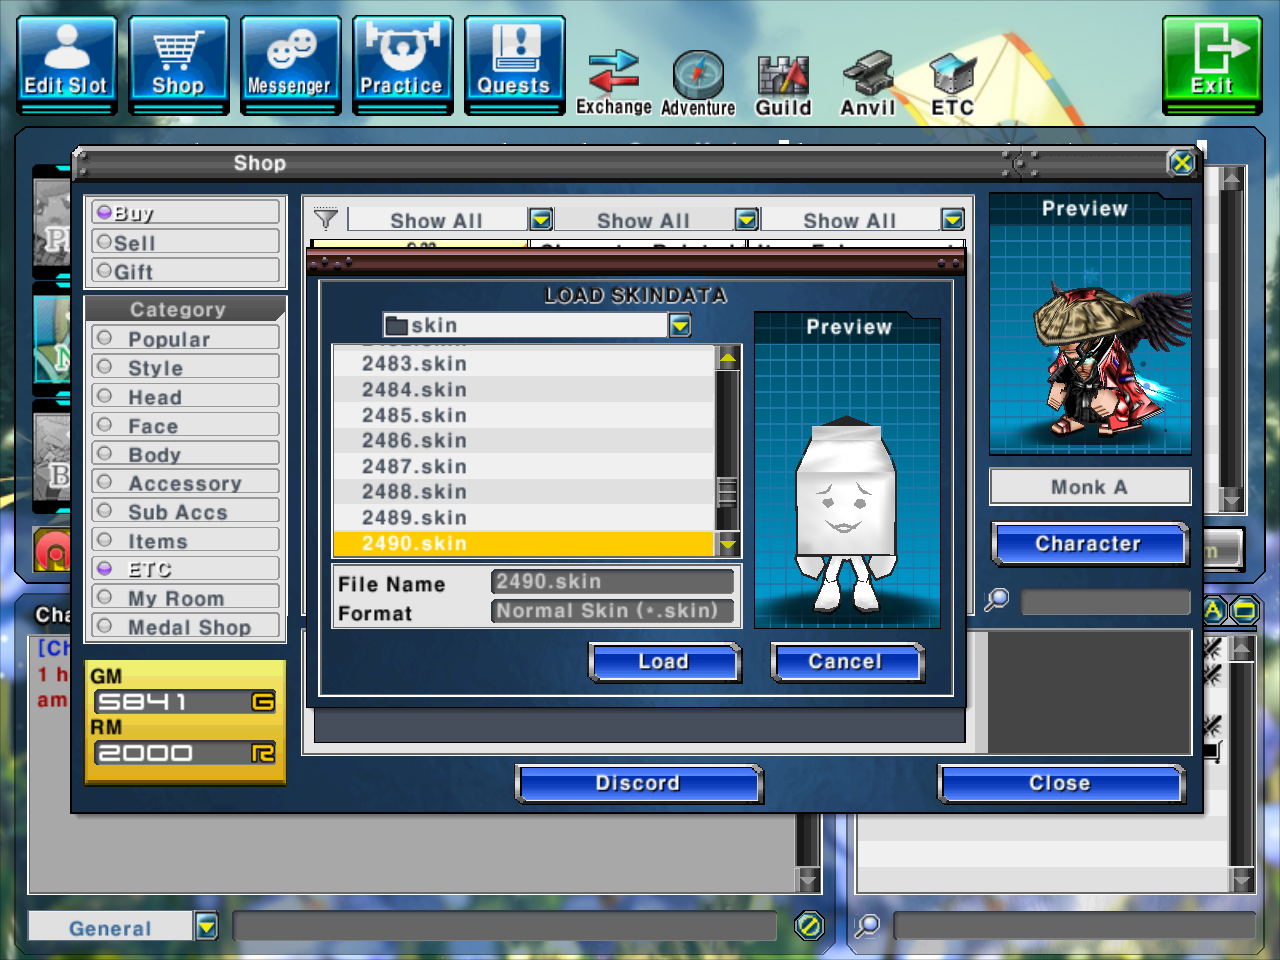 Edit Slot
Shop
Messenger
Practice
Quests
Exchange
Adventure
Guild
Anvil
ETC
Exit
Shop
Buy
Sell
Gift
Category
Popular
Style
Head
Face
Body
Accessory
Sub Accs
Items
ETC
My Room
Medal Shop
GM
5841 G
RM
2000 R
Show All
Show All
Show All
LOAD SKINDATA
skin
2483.skin
2484.skin
2485.skin
2486.skin
2487.skin
2488.skin
2489.skin
2490.skin
File Name
2490.skin
Format
Normal Skin (*.skin)
Preview
Load
Cancel
Preview
Monk A
Character
Discord
Close
Cha
[Ch
1 h
am
General